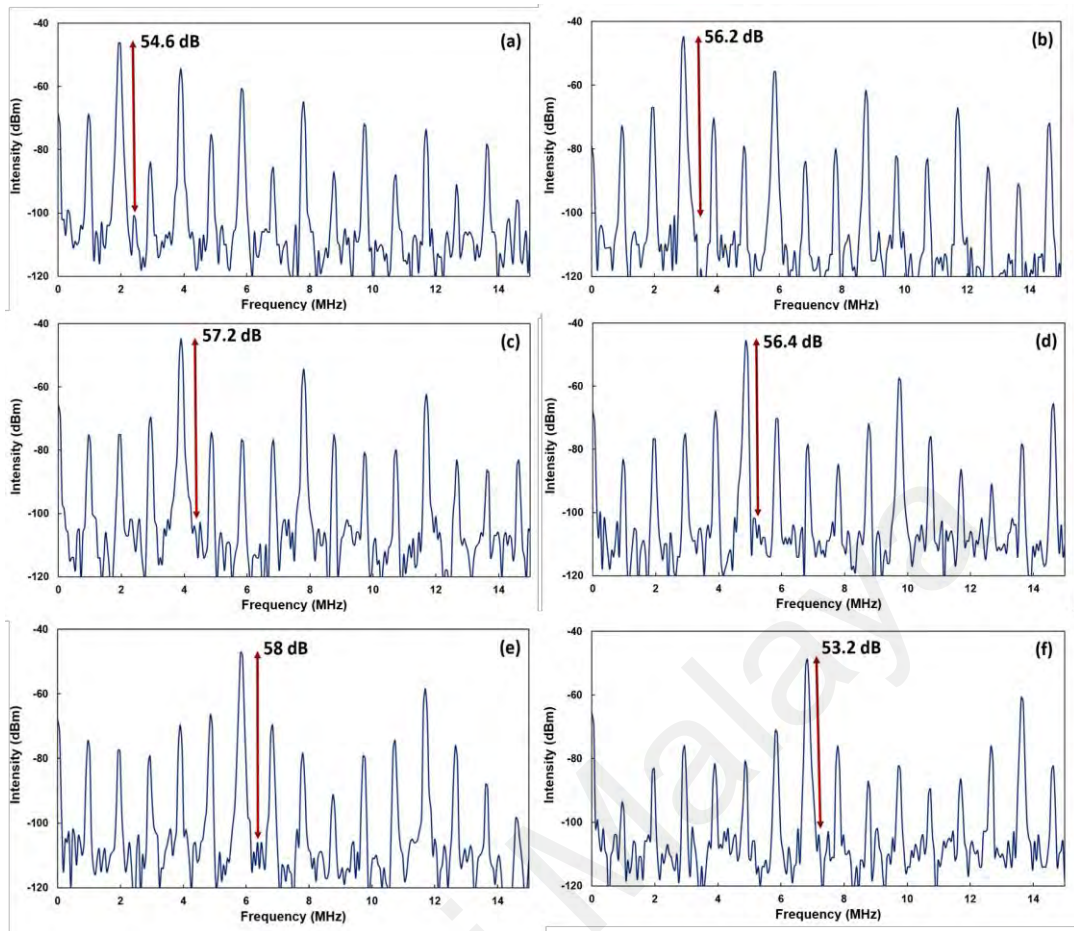 -40 -60 -80 -100 -120
Intensity (dBm)
54.6 dB
(a)
0 2 4 6 8 10 12 14
Frequency (MHz)
-40 -60 -80 -100 -120
Intensity (dBm)
56.2 dB
(b)
0 2 4 6 8 10 12 14
Frequency (MHz)
-40 -60 -80 -100 -120
Intensity (dBm)
57.2 dB
(c)
0 2 4 6 8 10 12 14
Frequency (MHz)
-40 -60 -80 -100 -120
Intensity (dBm)
56.4 dB
(d)
0 2 4 6 8 10 12 14
Frequency (MHz)
-40 -60 -80 -100 -120
Intensity (dBm)
58 dB
(e)
0 2 4 6 8 10 12 14
Frequency (MHz)
-40 -60 -80 -100 -120
Intensity (dBm)
53.2 dB
(f)
0 2 4 6 8 10 12 14
Frequency (MHz)
i Malaya